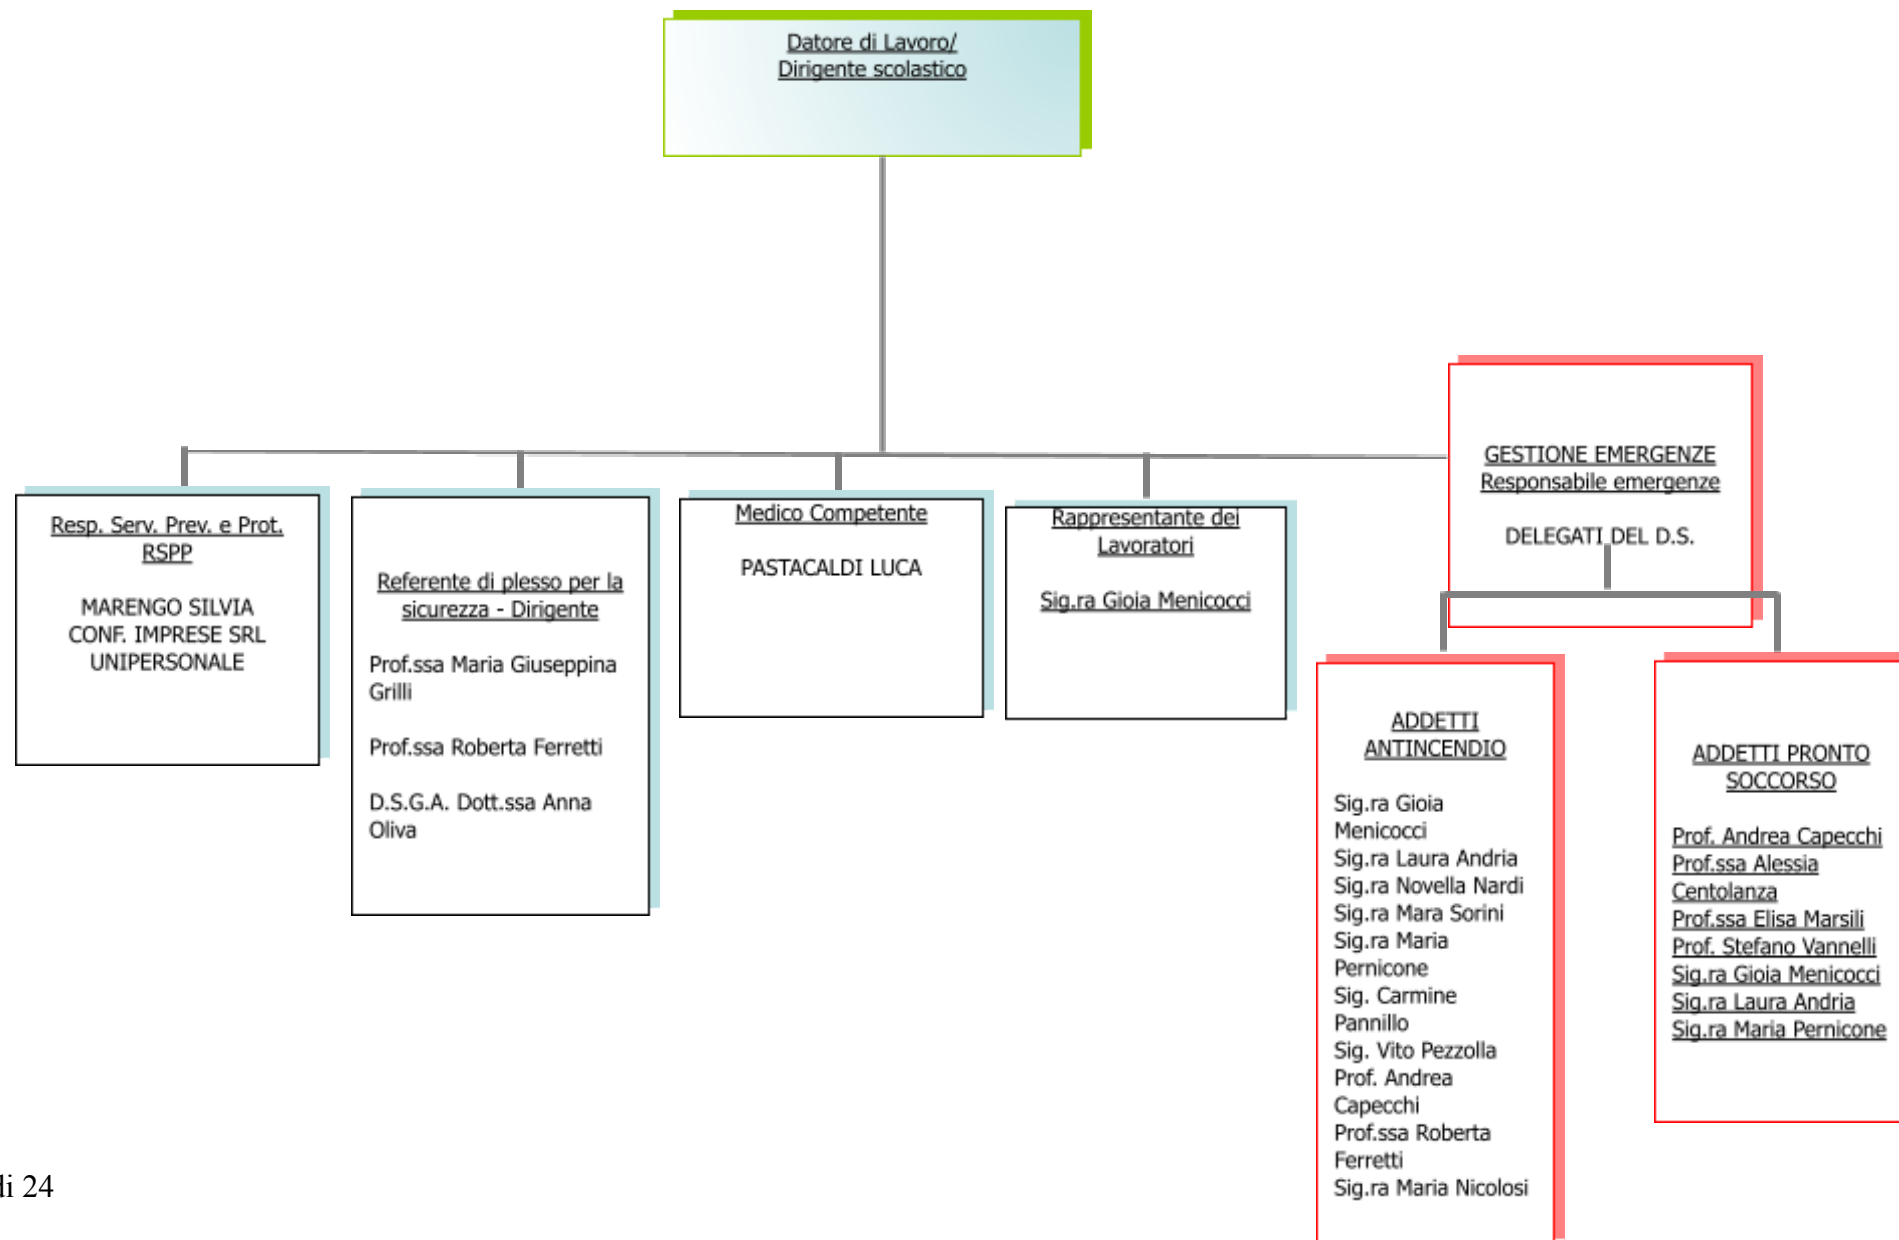 Datore di Lavoro/
Dirigente scolastico
GESTIONE EMERGENZE
Responsabile emergenze
DELEGATI DEL D.S.
Resp. Serv. Prev. e Prot.
RSPP
MARENGO SILVIA
CONF. IMPRESE SRL
UNIPERSONALE
Referente di plesso per la
sicurezza - Dirigente
Prof.ssa Maria Giuseppina
Grilli
Prof.ssa Roberta Ferretti
D.S.G.A. Dott.ssa Anna
Oliva
Medico Competente
PASTACALDI LUCA
Rappresentante dei
Lavoratori
Sig.ra Gioia Menicocci
ADDETTI
ANTINCENDIO
Sig.ra Gioia
Menicocci
Sig.ra Laura Andria
Sig.ra Novella Nardi
Sig.ra Mara Sorini
Sig.ra Maria
Pernicone
Sig. Carmine
Pannillo
Sig. Vito Pezzolla
Prof. Andrea
Capecchi
Prof.ssa Roberta
Ferretti
Sig.ra Maria Nicolosi
ADDETTI PRONTO
SOCCORSO
Prof. Andrea Capecchi
Prof.ssa Alessia
Centolanza
Prof.ssa Elisa Marsili
Prof. Stefano Vannelli
Sig.ra Gioia Menicocci
Sig.ra Laura Andria
Sig.ra Maria Pernicone
di 24